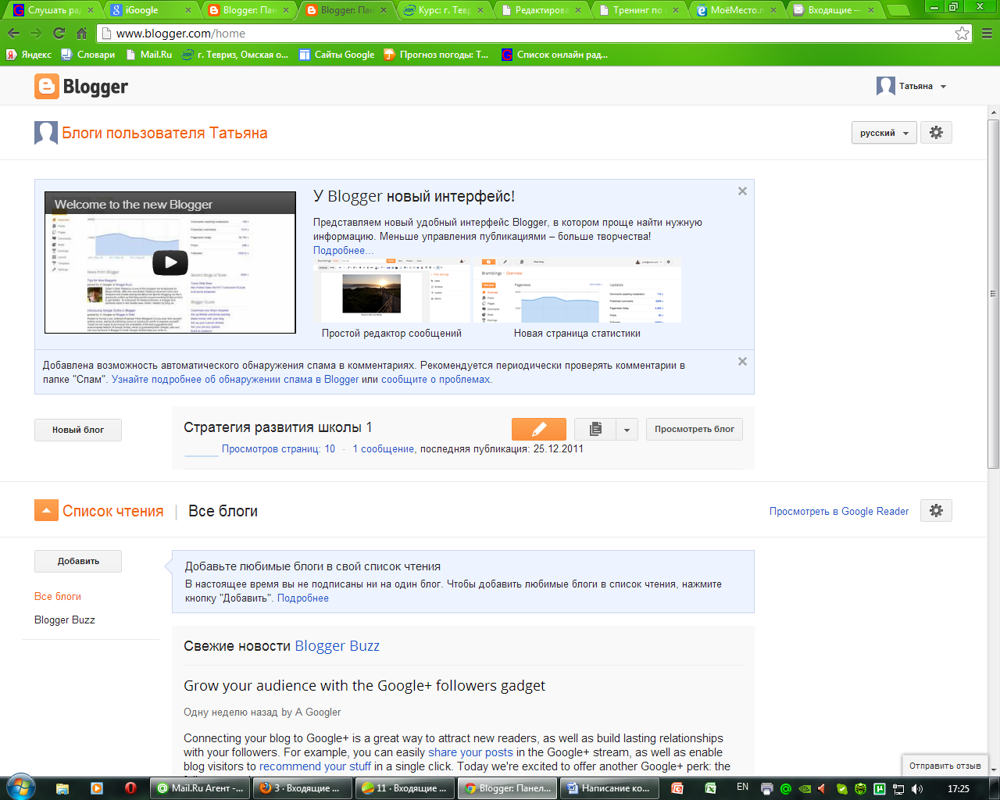 Слушать рад
iGoogle
Blogger: Пан
Blogger: Пан
Курс: г. Тевр
Редактирова
Тренинг по
МоёМесто.r
Входящие —
www.blogger.com/home
Яндекс
Словари
Mail.Ru
г. Тевриз, Омская о...
Сайты Google
Прогноз погоды: Т...
Список онлайн рад...
Blogger
Татьяна
Блоги пользователя Татьяна
русский
Welcome to the new Blogger
У Blogger новый интерфейс!
Представляем новый удобный интерфейс Blogger, в котором проще найти нужную
информацию. Меньше управления публикациями – больше творчества!
Подробнее...
Простой редактор сообщений
Новая страница статистики
Добавлена возможность автоматического обнаружения спама в комментариях. Рекомендуется периодически проверять комментарии в
папке "Спам". Узнайте подробнее об обнаружении спама в Blogger или сообщите о проблемах.
Новый блог
Стратегия развития школы 1
Просмотреть блог
Просмотров страниц: 10 - 1 сообщение, последняя публикация: 25.12.2011
Список чтения | Все блоги
Просмотреть в Google Reader
Добавить
Все блоги
Blogger Buzz
Добавьте любимые блоги в свой список чтения
В настоящее время вы не подписаны ни на один блог. Чтобы добавить любимые блоги в список чтения, нажмите
кнопку "Добавить". Подробнее
Свежие новости Blogger Buzz
Grow your audience with the Google+ followers gadget
Одну неделю назад by A Googler
Connecting your blog to Google+ is a great way to attract new readers, as well as build lasting relationships
with your followers. For example, you can easily share your posts in the Google+ stream, as well as enable
blog visitors to recommend your stuff in a single click. Today we're excited to offer another Google+ perk: the
Отправить отзыв
Mail.Ru Агент -...
3 · Входящие ...
11 · Входящие ...
Blogger: Панел...
Написание ко...
EN
17:25